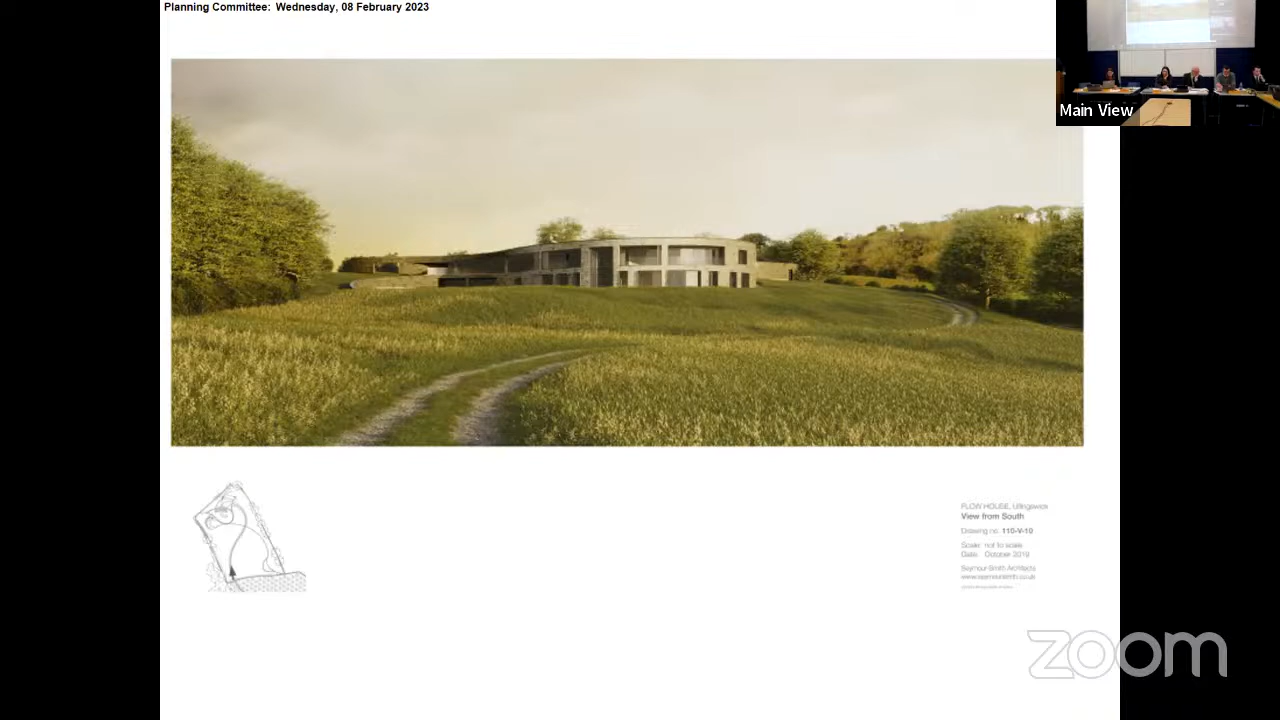 Planning Committee: Wednesday, 08 February 2023
Main View
FLOW HOUSE, Ullingswick
View from South
Drawing no. 110-V-10
Scale: not to scale
Date: October 2019
Seymour-Smith Architects
www.seymoursmith.co.uk
zoom